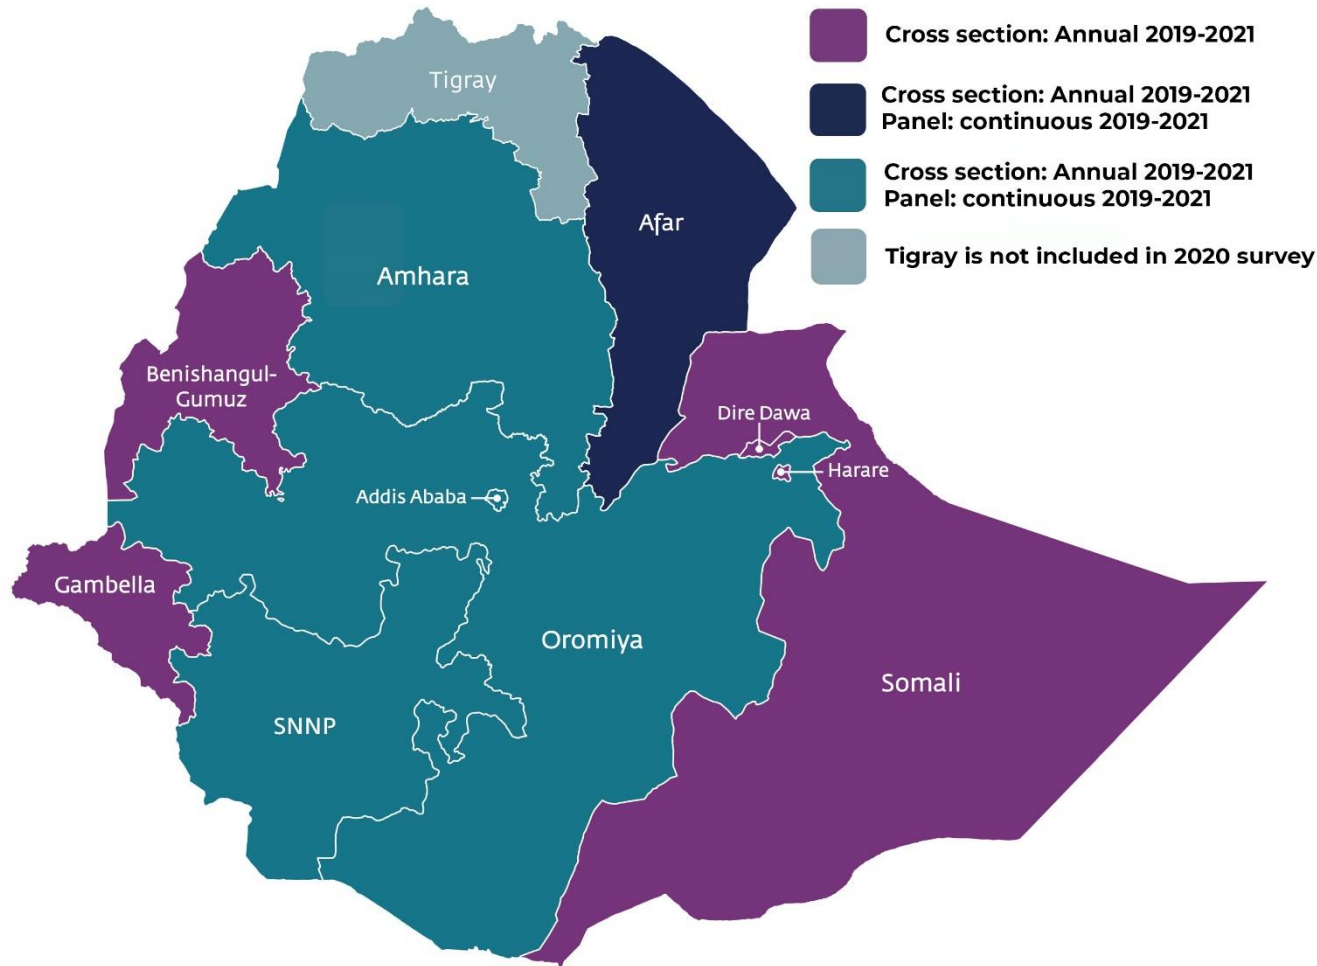 Cross section: Annual 2019-2021
Cross section: Annual 2019-2021
Panel: continuous 2019-2021
Cross section: Annual 2019-2021
Panel: continuous 2019-2021
Tigray is not included in 2020 survey
Tigray
Afar
Amhara
Benishangul-
Gumuz
Dire Dawa
Harare
Addis Ababa
Gambella
Oromiya
Somali
SNNP